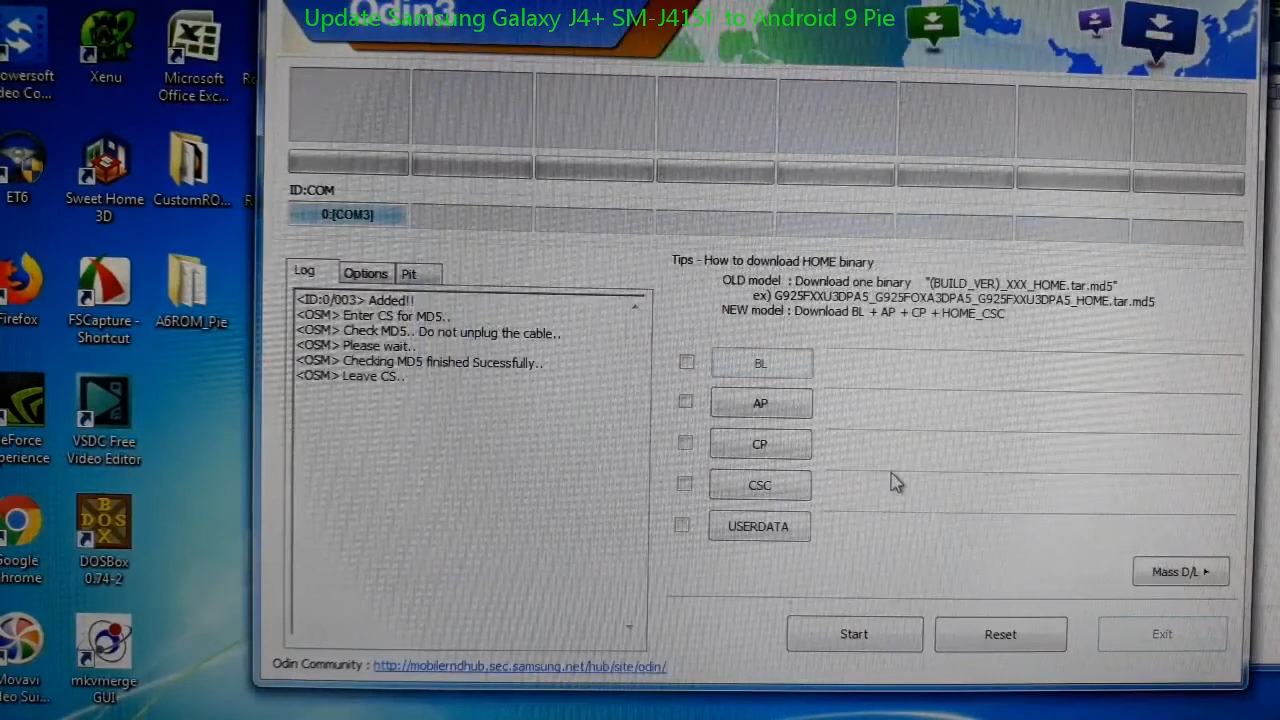 Odin3
Update Samsung Galaxy J4+ SM-J415F to Android 9 Pie
owersoft
deo Co...
Xenu
Microsoft
Office Exc...
ET6
Sweet Home
3D
CustomRO...
Firefox
FSCapture -
Shortcut
A6ROM_Pie
eForce
perience
VSDC Free
Video Editor
Google
hrome
DOSBox
0.74-2
Movavi
deo Sui...
mkvmerge
GUI
ID:COM
0:[COM3]
Log
Options
Pit
<ID:0/003> Added!!
<OSM> Enter CS for MD5..
<OSM> Check MD5.. Do not unplug the cable..
<OSM> Please wait..
<OSM> Checking MD5 finished Sucessfully..
<OSM> Leave CS..
Tips - How to download HOME binary
OLD model : Download one binary "(BUILD_VER)_XXX_HOME.tar.md5"
ex) G925FXXU3DPA5_G925FOXA3DPA5_G925FXXU3DPA5_HOME.tar.md5
NEW model : Download BL + AP + CP + HOME_CSC
BL
AP
CP
CSC
USERDATA
Mass D/L
Start
Reset
Exit
Odin Community : http://mobilerndhub.sec.samsung.net/hub/site/odin/